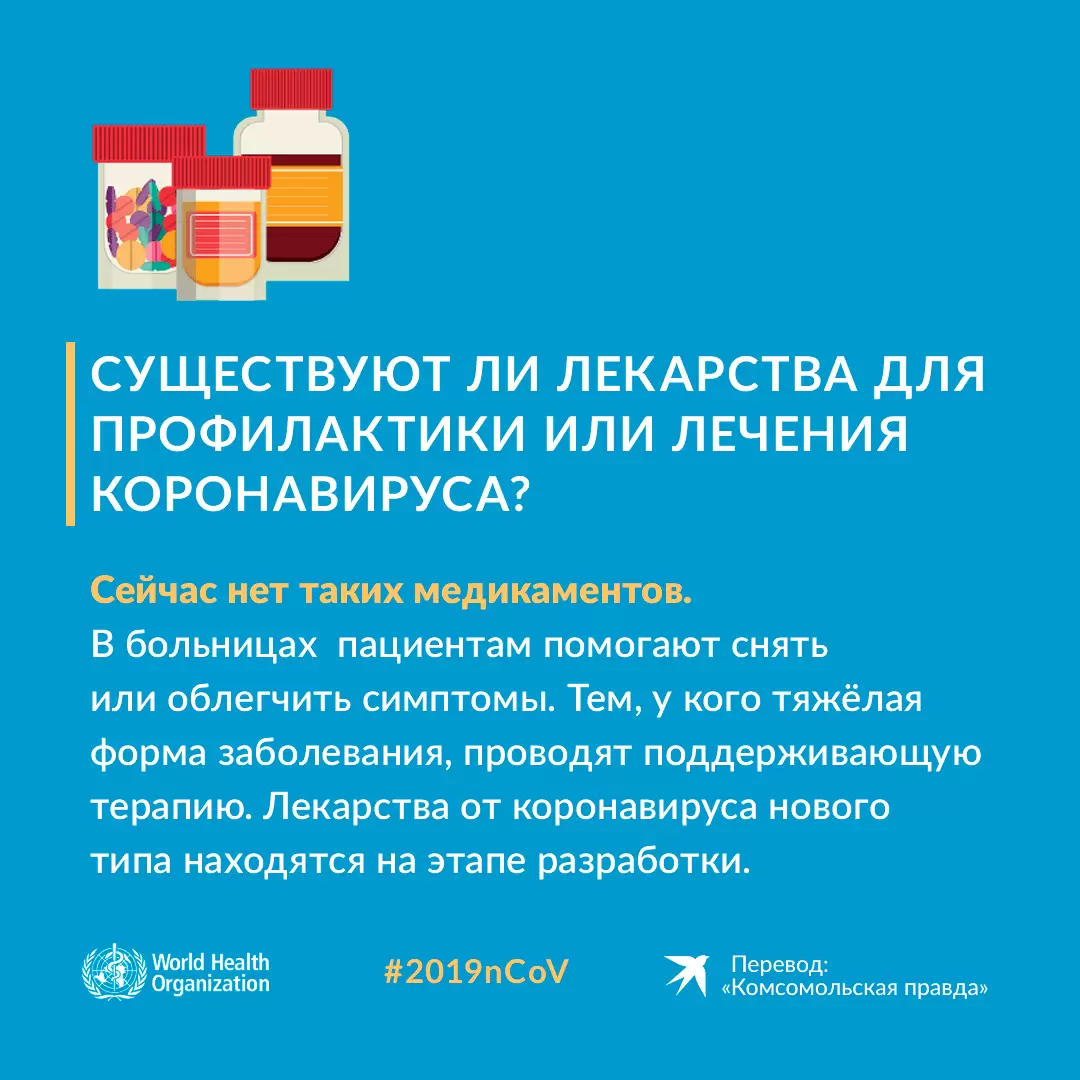 СУЩЕСТВУЮТ ЛИ ЛЕКАРСТВА ДЛЯ
ПРОФИЛАКТИКИ ИЛИ ЛЕЧЕНИЯ
КОРОНАВИРУСА?
Сейчас нет таких медикаментов.
В больницах пациентам помогают снять
или облегчить симптомы. Тем, у кого тяжёлая
форма заболевания, проводят поддерживающую
терапию. Лекарства от коронавируса нового
типа находятся на этапе разработки.
World Health
Organization
#2019nCoV
Перевод:
«Комсомольская правда»